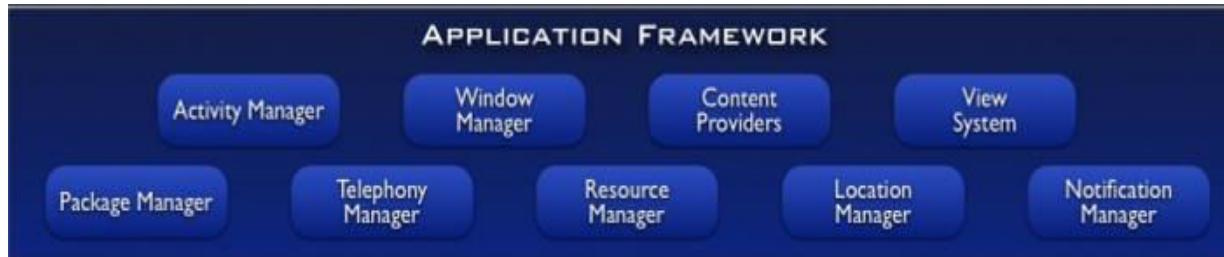 APPLICATION FRAMEWORK
Activity Manager
Window
Manager
Content
Providers
View
System
Package Manager
Telephony
Manager
Resource
Manager
Location
Manager
Notification
Manager